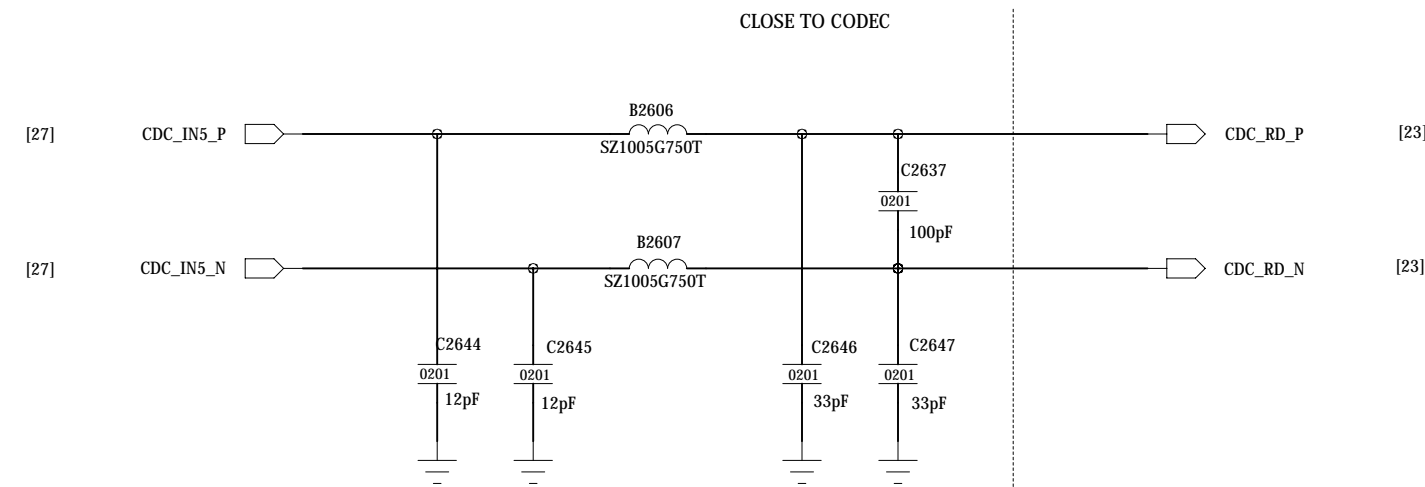 CLOSE TO CODEC
B2606
[27] CDC_IN5_P CDC_RD_P [23]
SZ1005G750T
C2637
0201
100pF
B2607
[27] CDC_IN5_N CDC_RD_N [23]
SZ1005G750T
C2644 C2645 C2646 C2647
0201 0201 0201 0201
12pF 12pF 33pF 33pF